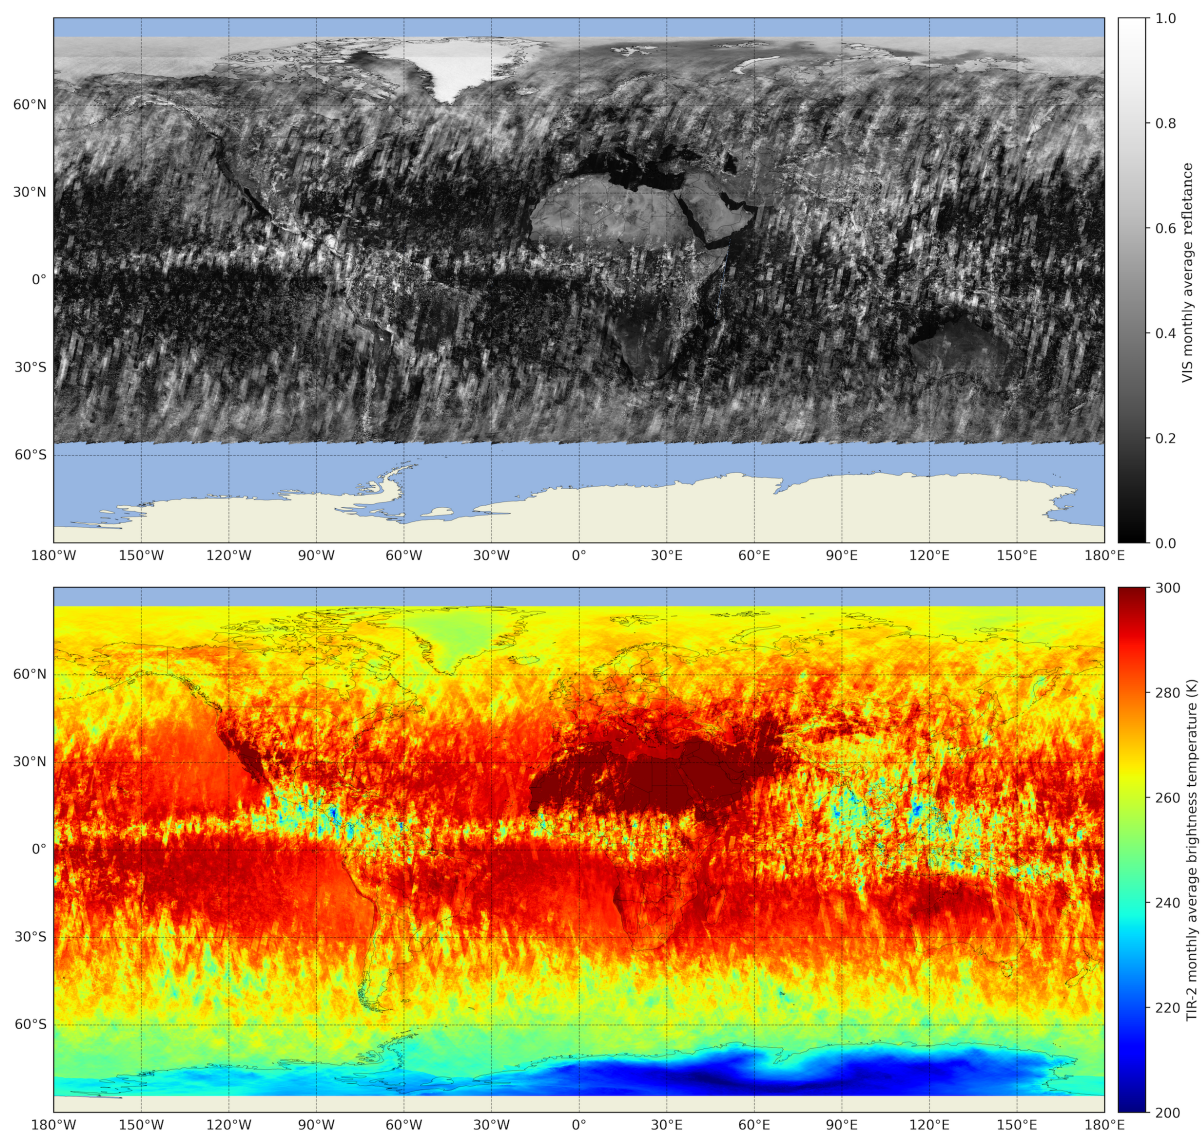 1.0
60°N
0.8
30°N
0.6
0°
0.4
30°S
0.2
60°S
0.0
180°W 150°W 120°W 90°W 60°W 30°W 0° 30°E 60°E 90°E 120°E 150°E 180°E
VIS monthly average refletance
300
60°N
280
30°N
260
0°
240
30°S
220
60°S
200
180°W 150°W 120°W 90°W 60°W 30°W 0° 30°E 60°E 90°E 120°E 150°E 180°E
TIR-2 monthly average brightness temperature (K)